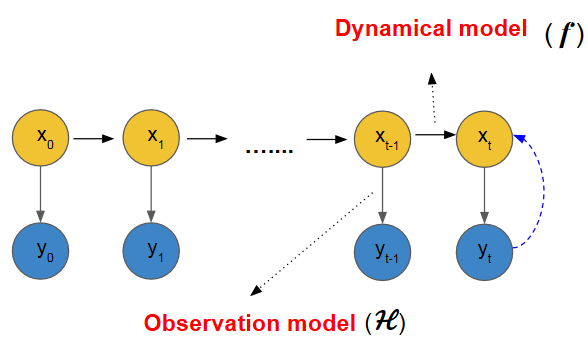 Dynamical model (f)
x0 x1 ....... xt-1 xt
y0 y1 yt-1 yt
Observation model (ℋ)